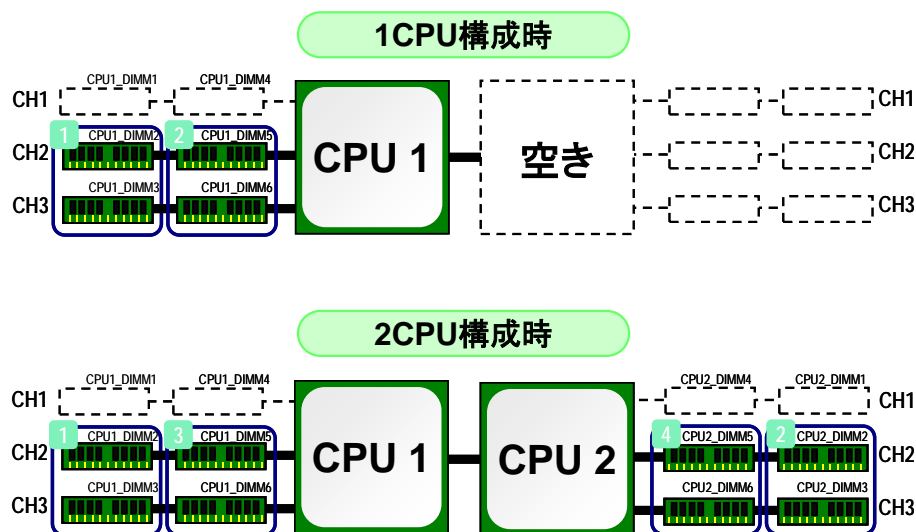 1CPU構成時
CPU1_DIMM1 CPU1_DIMM4
CH1 CH1
1 CPU1_DIMM2 2 CPU1_DIMM5
CH2 CPU 1 空き CH2
CPU1_DIMM3 CPU1_DIMM6
CH3 CH3
2CPU構成時
CPU1_DIMM1 CPU1_DIMM4 CPU2_DIMM4 CPU2_DIMM1
CH1 CH1
1 CPU1_DIMM2 3 CPU1_DIMM5 4 CPU2_DIMM5 2 CPU2_DIMM2
CH2 CPU 1 CPU 2 CH2
CPU1_DIMM3 CPU1_DIMM6 CPU2_DIMM6 CPU2_DIMM3
CH3 CH3